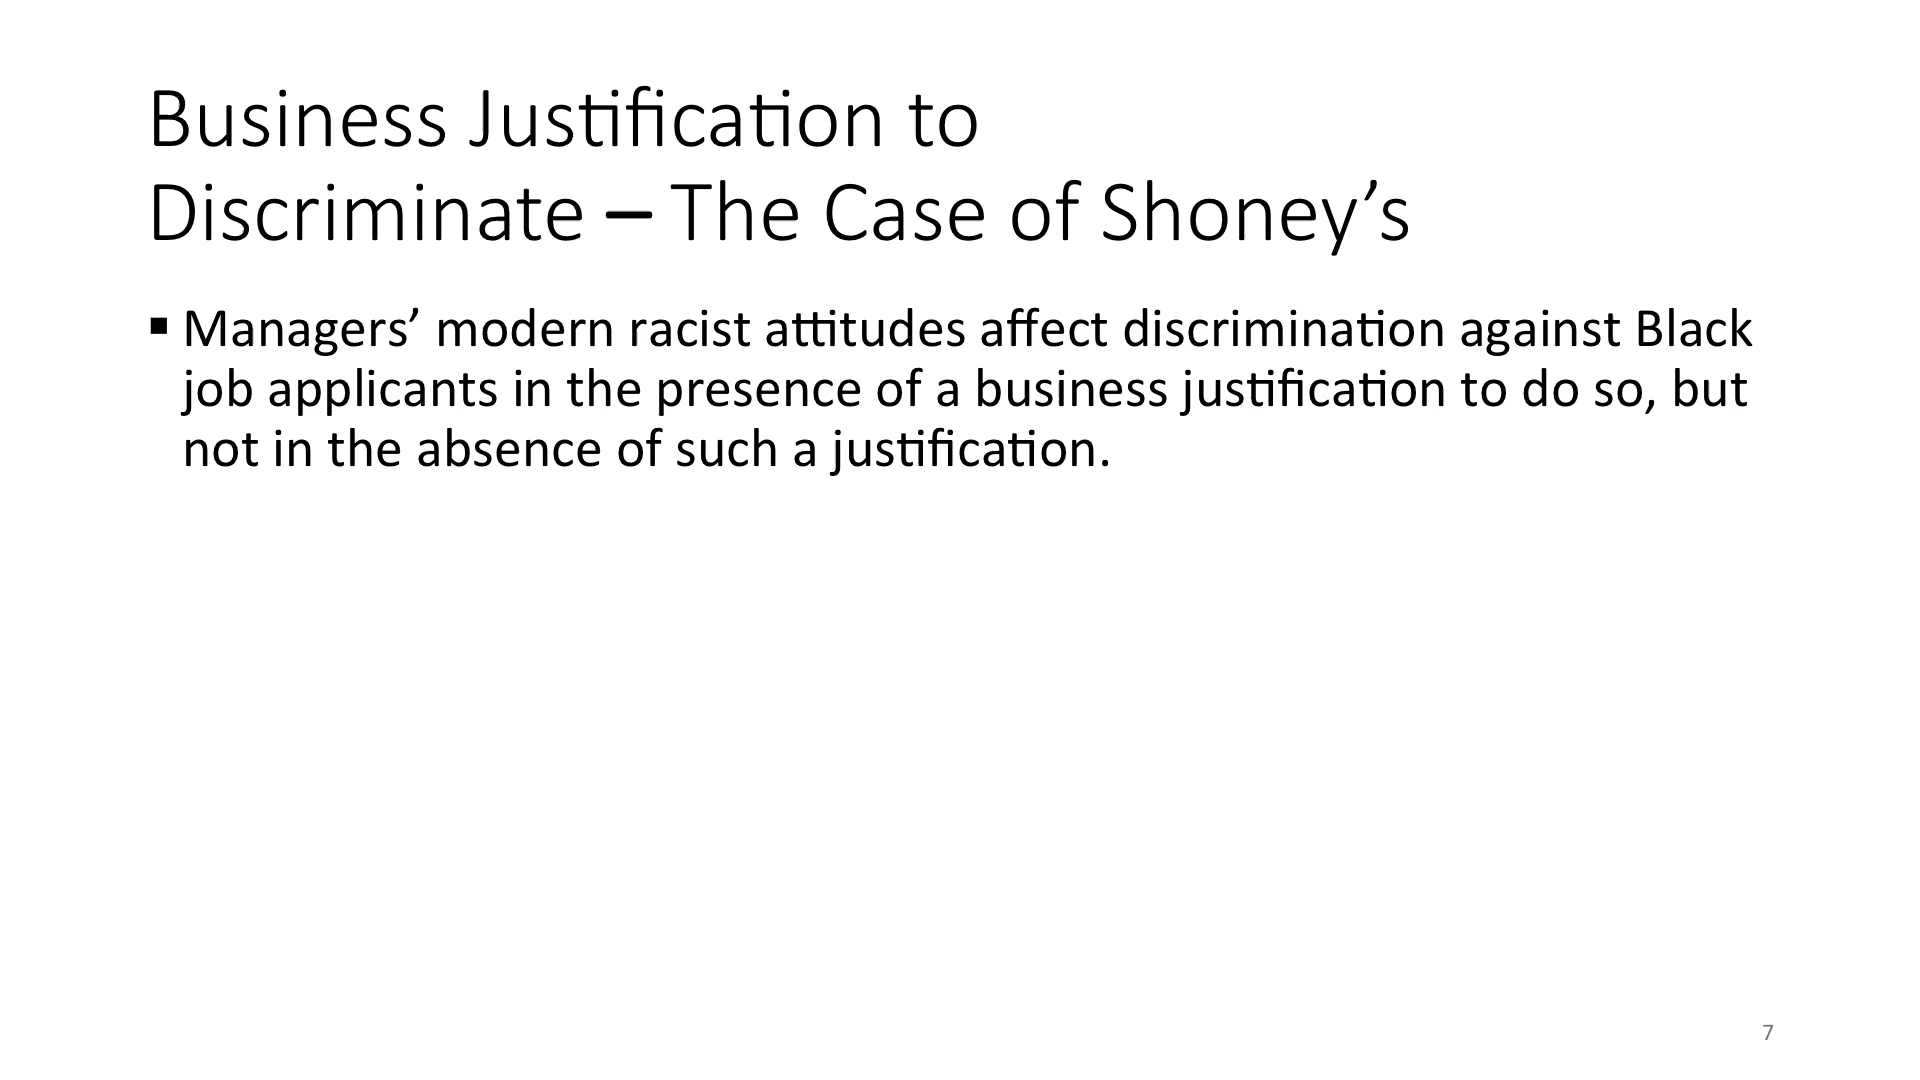 Business Justification to
Discriminate – The Case of Shoney’s
▪ Managers’ modern racist attitudes affect discrimination against Black
job applicants in the presence of a business justification to do so, but
not in the absence of such a justification.
7